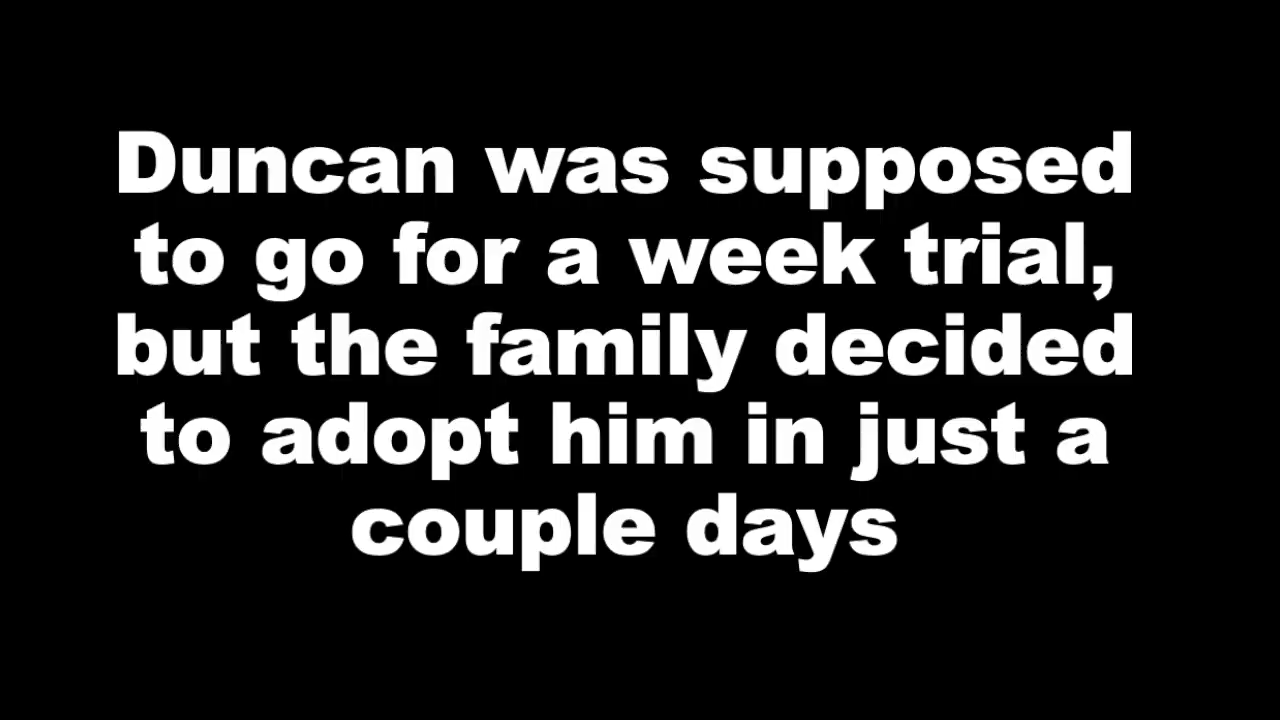 Duncan was supposed
to go for a week trial,
but the family decided
to adopt him in just a
couple days